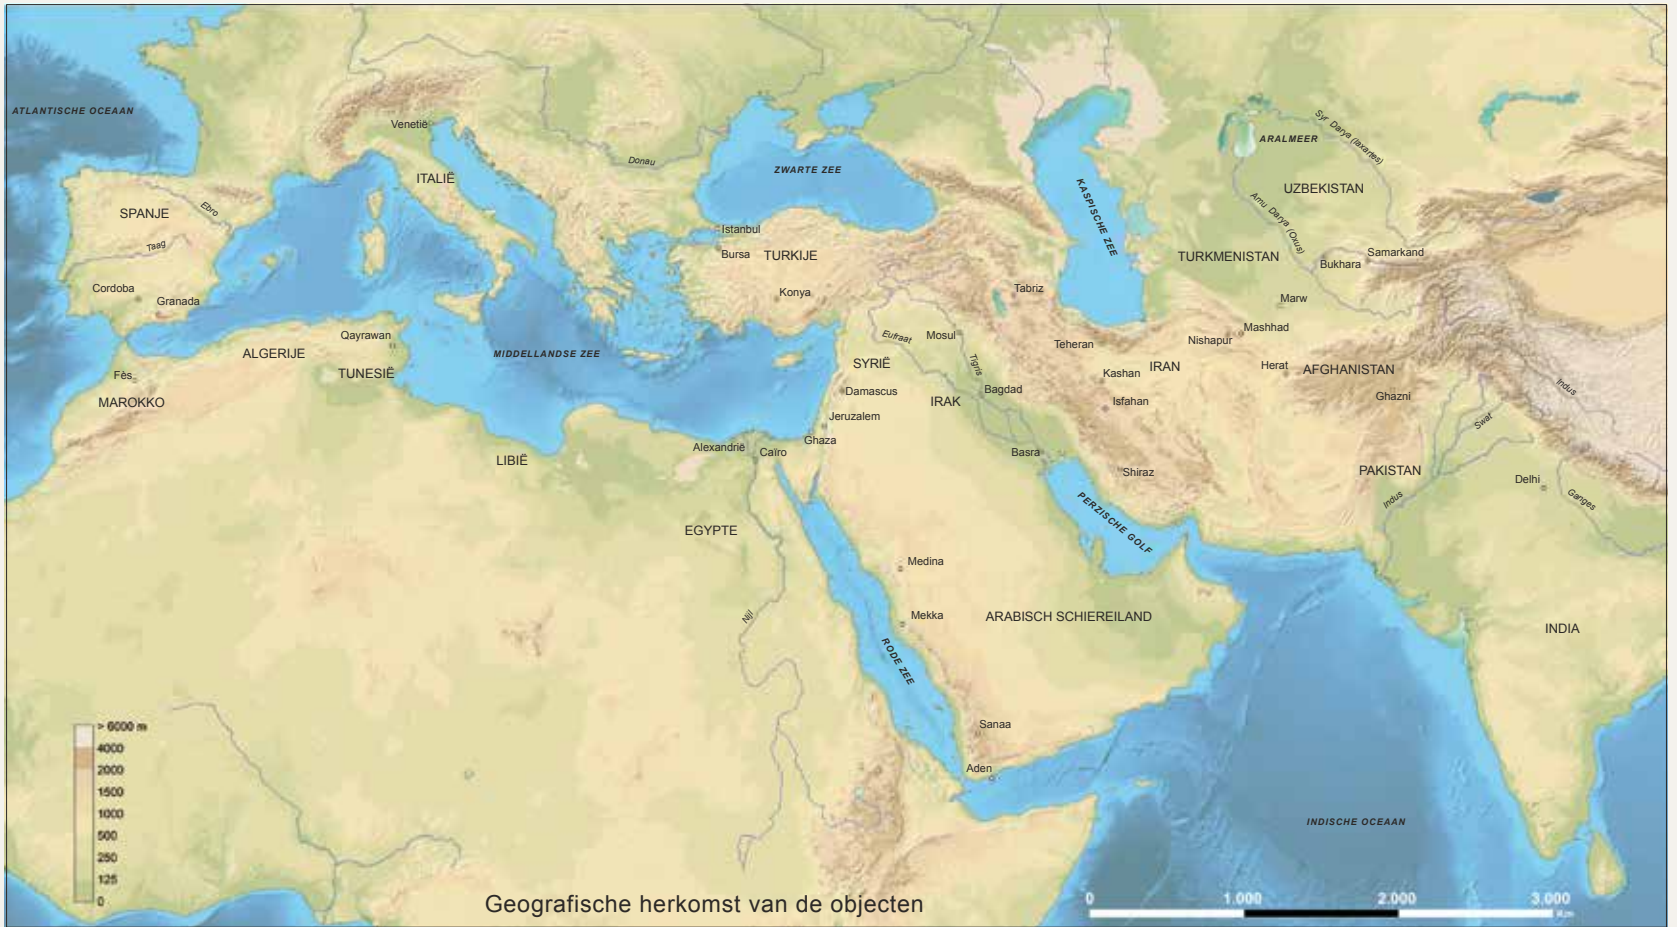 ATLANTISCHE OCEAAN
Venetië
Donau
ZWARTE ZEE
KASPISCHE ZEE
ARALMEER
Syr Darya (Iaxartes)
UZBEKISTAN
Amu Darya (Oxus)
ITALIË
SPANJE
Ebro
Taag
Istanbul
Bursa
TURKIJE
Konya
TURKMENISTAN
Bukhara
Samarkand
Cordoba
Granada
Tabriz
Marw
Qayrawan
Mosul
Eufraat
Tigris
Teheran
Nishapur
Mashhad
ALGERIJE
MIDDELLANDSE ZEE
TUNESIË
SYRIË
Kashan
IRAN
Herat
AFGHANISTAN
Fès
MAROKKO
Damascus
IRAK
Bagdad
Isfahan
Ghazni
Indus
Jeruzalem
Swat
Ghaza
Alexandrië
Caïro
Basra
LIBIË
Shiraz
PAKISTAN
Delhi
Indus
Ganges
EGYPTE
PERZISCHE GOLF
Medina
Nijl
Mekka
ARABISCH SCHIEREILAND
INDIA
RODE ZEE
Sanaa
Aden
INDISCHE OCEAAN
> 6000 m
4000
2000
1500
1000
500
250
125
0
Geografische herkomst van de objecten
0 1.000 2.000 3.000
Km